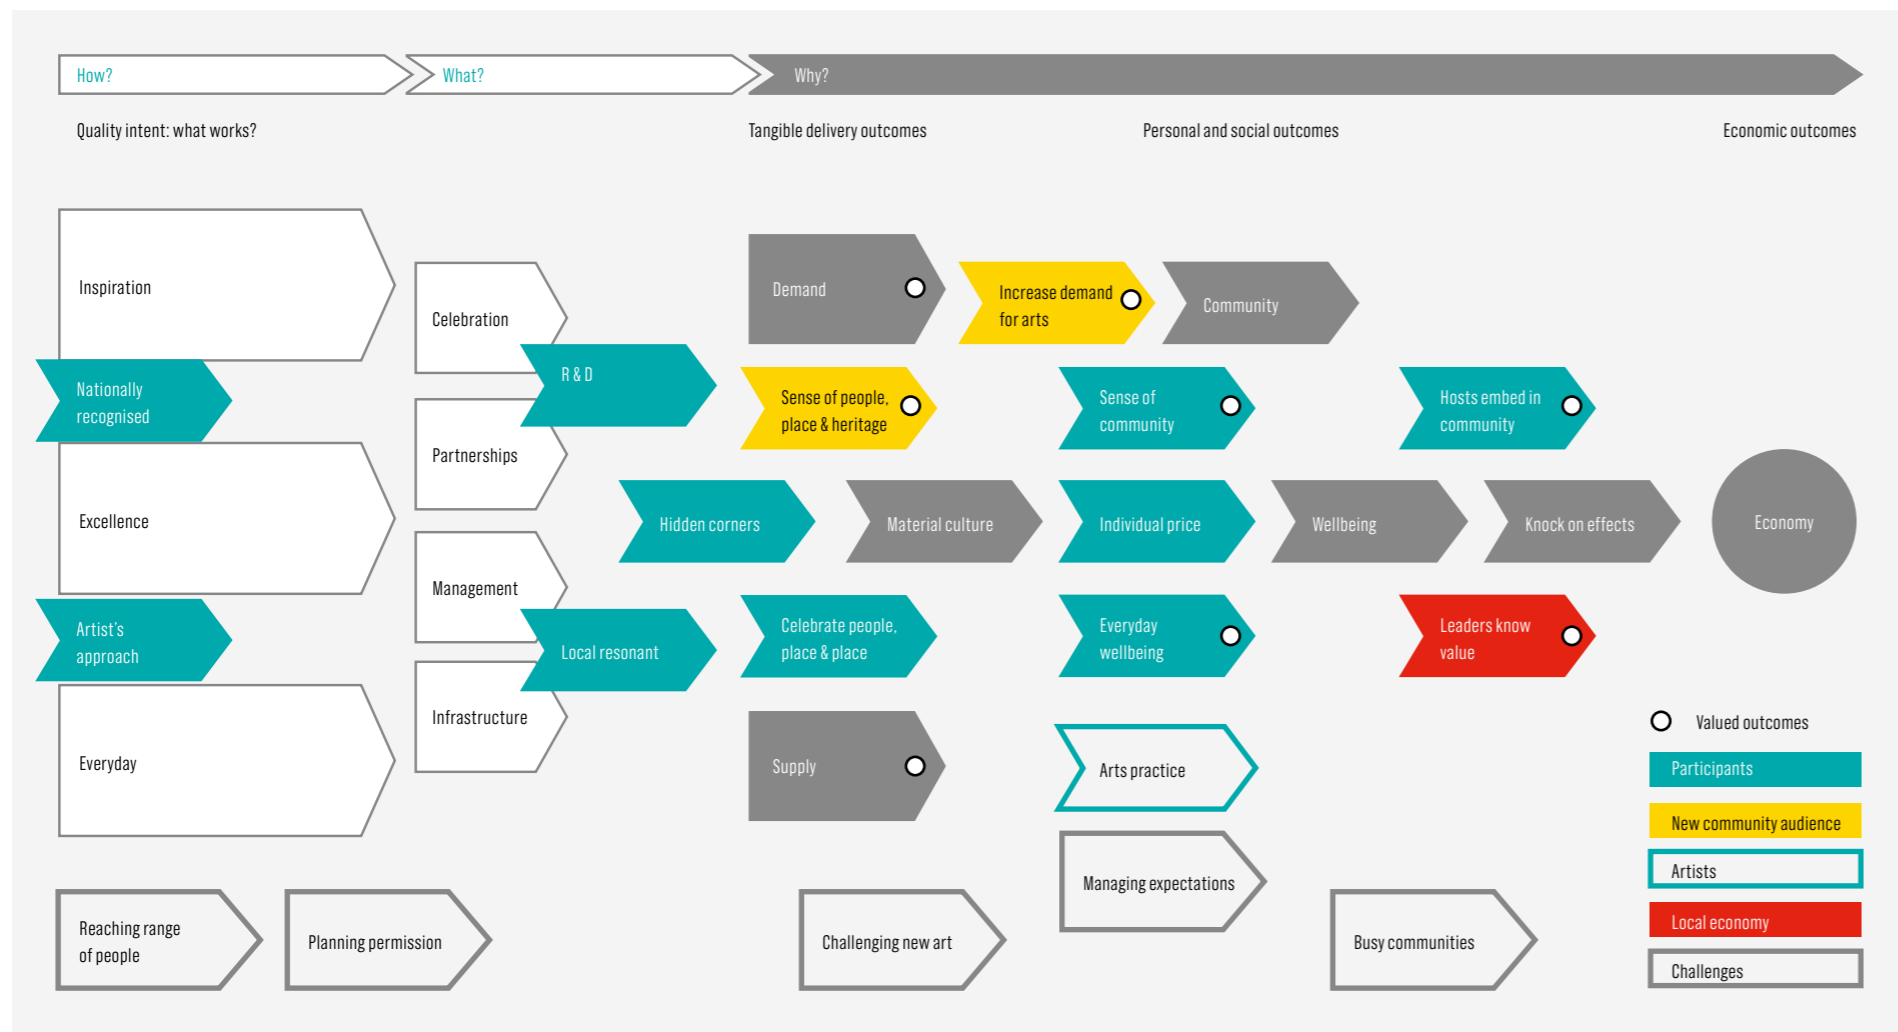 How?
What?
Why?
Quality intent: what works?
Tangible delivery outcomes
Personal and social outcomes
Economic outcomes
Inspiration
Nationally
recognised
Excellence
Artist's
approach
Everyday
Celebration
R & D
Partnerships
Management
Local resonant
Infrastructure
Demand
Increase demand
for arts
Community
Sense of people,
place & heritage
Sense of
community
Hosts embed in
community
Hidden corners
Material culture
Individual price
Wellbeing
Knock on effects
Economy
Celebrate people,
place & place
Everyday
wellbeing
Leaders know
value
Supply
Arts practice
Managing expectations
Reaching range
of people
Planning permission
Challenging new art
Busy communities
Valued outcomes
Participants
New community audience
Artists
Local economy
Challenges